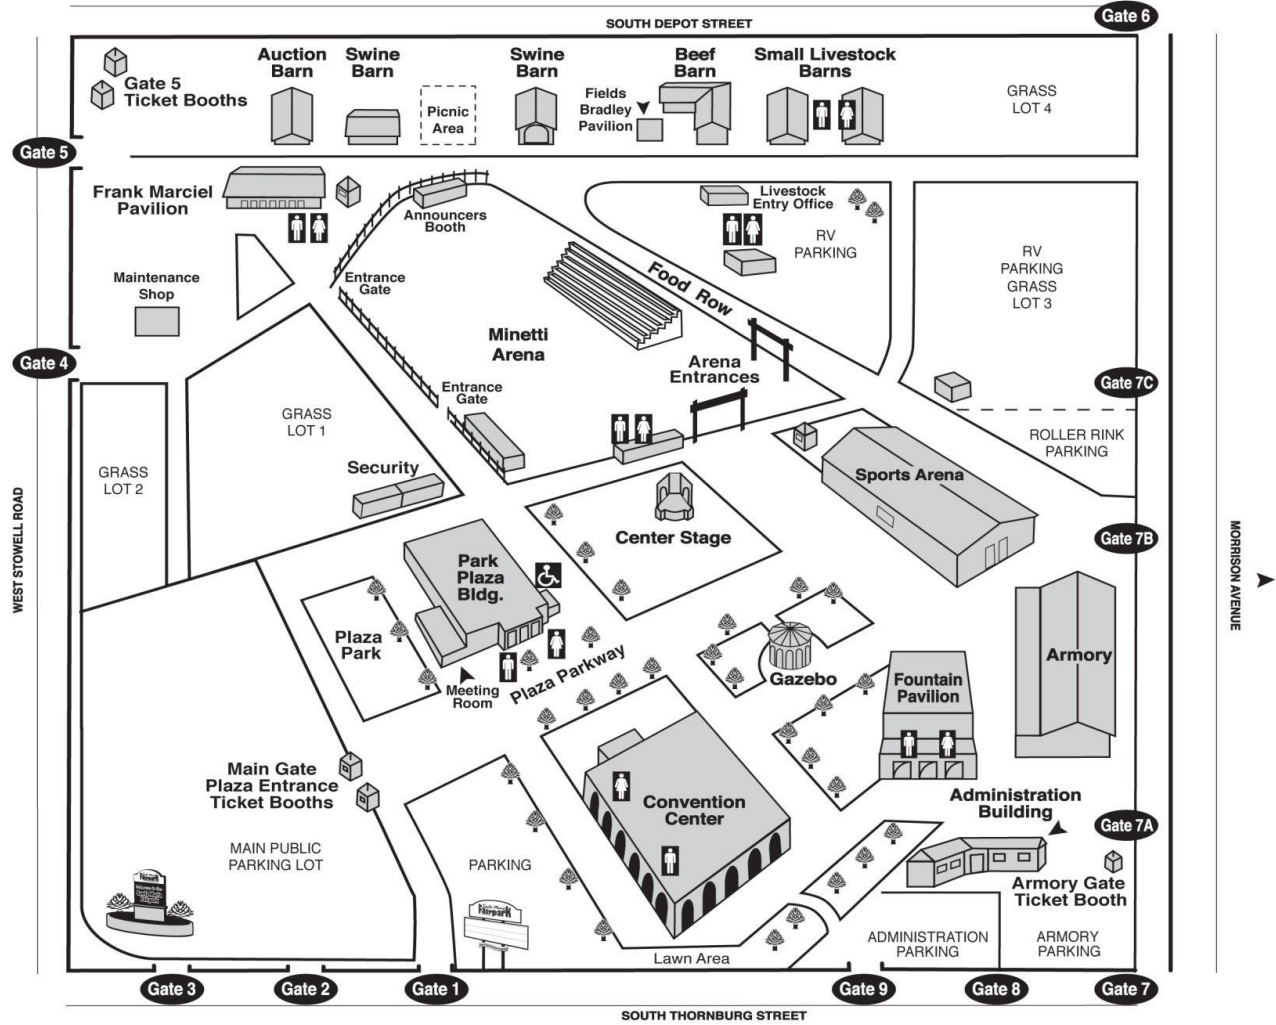 SOUTH DEPOT STREET
Gate 6
Auction
Barn
Swine
Barn
Swine
Barn
Beef
Barn
Small Livestock
Barns
Gate 5
Ticket Booths
Picnic
Area
Fields
Bradley
Pavilion
GRASS
LOT 4
Gate 5
Frank Marciel
Pavilion
Announcers
Booth
Livestock
Entry Office
RV
PARKING
RV
PARKING
GRASS
LOT 3
Maintenance
Shop
Entrance
Gate
Food Row
Minetti
Arena
Arena
Entrances
Gate 4
Gate 7C
Entrance
Gate
GRASS
LOT 1
ROLLER RINK
PARKING
GRASS
LOT 2
Security
Sports Arena
WEST STOWELL ROAD
Center Stage
Gate 7B
MORRISON AVENUE
Park
Plaza
Bldg.
Plaza
Park
Armory
Meeting
Room
Plaza Parkway
Gazebo
Fountain
Pavilion
Main Gate
Plaza Entrance
Ticket Booths
Convention
Center
Administration
Building
Gate 7A
MAIN PUBLIC
PARKING LOT
PARKING
Armory Gate
Ticket Booth
Fairpark
ADMINISTRATION
PARKING
ARMORY
PARKING
Lawn Area
Gate 3
Gate 2
Gate 1
Gate 9
Gate 8
Gate 7
SOUTH THORNBURG STREET